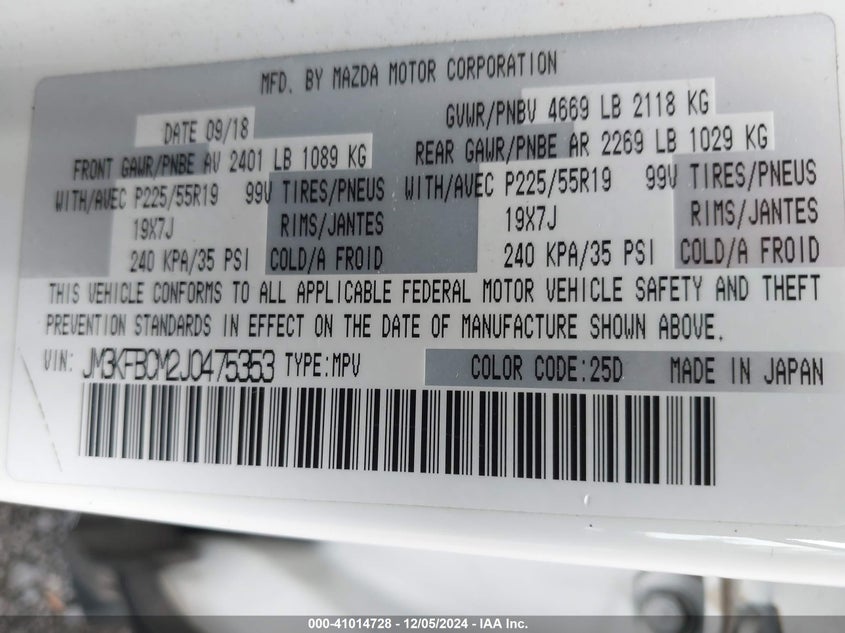 MFD. BY MAZDA MOTOR CORPORATION
DATE 09/18 GVWR/PNBV 4669 LB 2118 KG
FRONT GAWR/PNBE AV 2401 LB 1089 KG REAR GAWR/PNBE AR 2269 LB 1029 KG
WITH/AVEC P225/55R19 99V TIRES/PNEUS WITH/AVEC P225/55R19 99V TIRES/PNEUS
19X7J RIMS/JANTES 19X7J RIMS/JANTES
240 KPA/35 PSI COLD/A FROID 240 KPA/35 PSI COLD/A FROID
THIS VEHICLE CONFORMS TO ALL APPLICABLE FEDERAL MOTOR VEHICLE SAFETY AND THEFT
PREVENTION STANDARDS IN EFFECT ON THE DATE OF MANUFACTURE SHOWN ABOVE.
VIN: JM3KFBCM2J0475353 TYPE:MPV COLOR CODE:25D MADE IN JAPAN
000-41014728 - 12/05/2024 - IAA Inc.